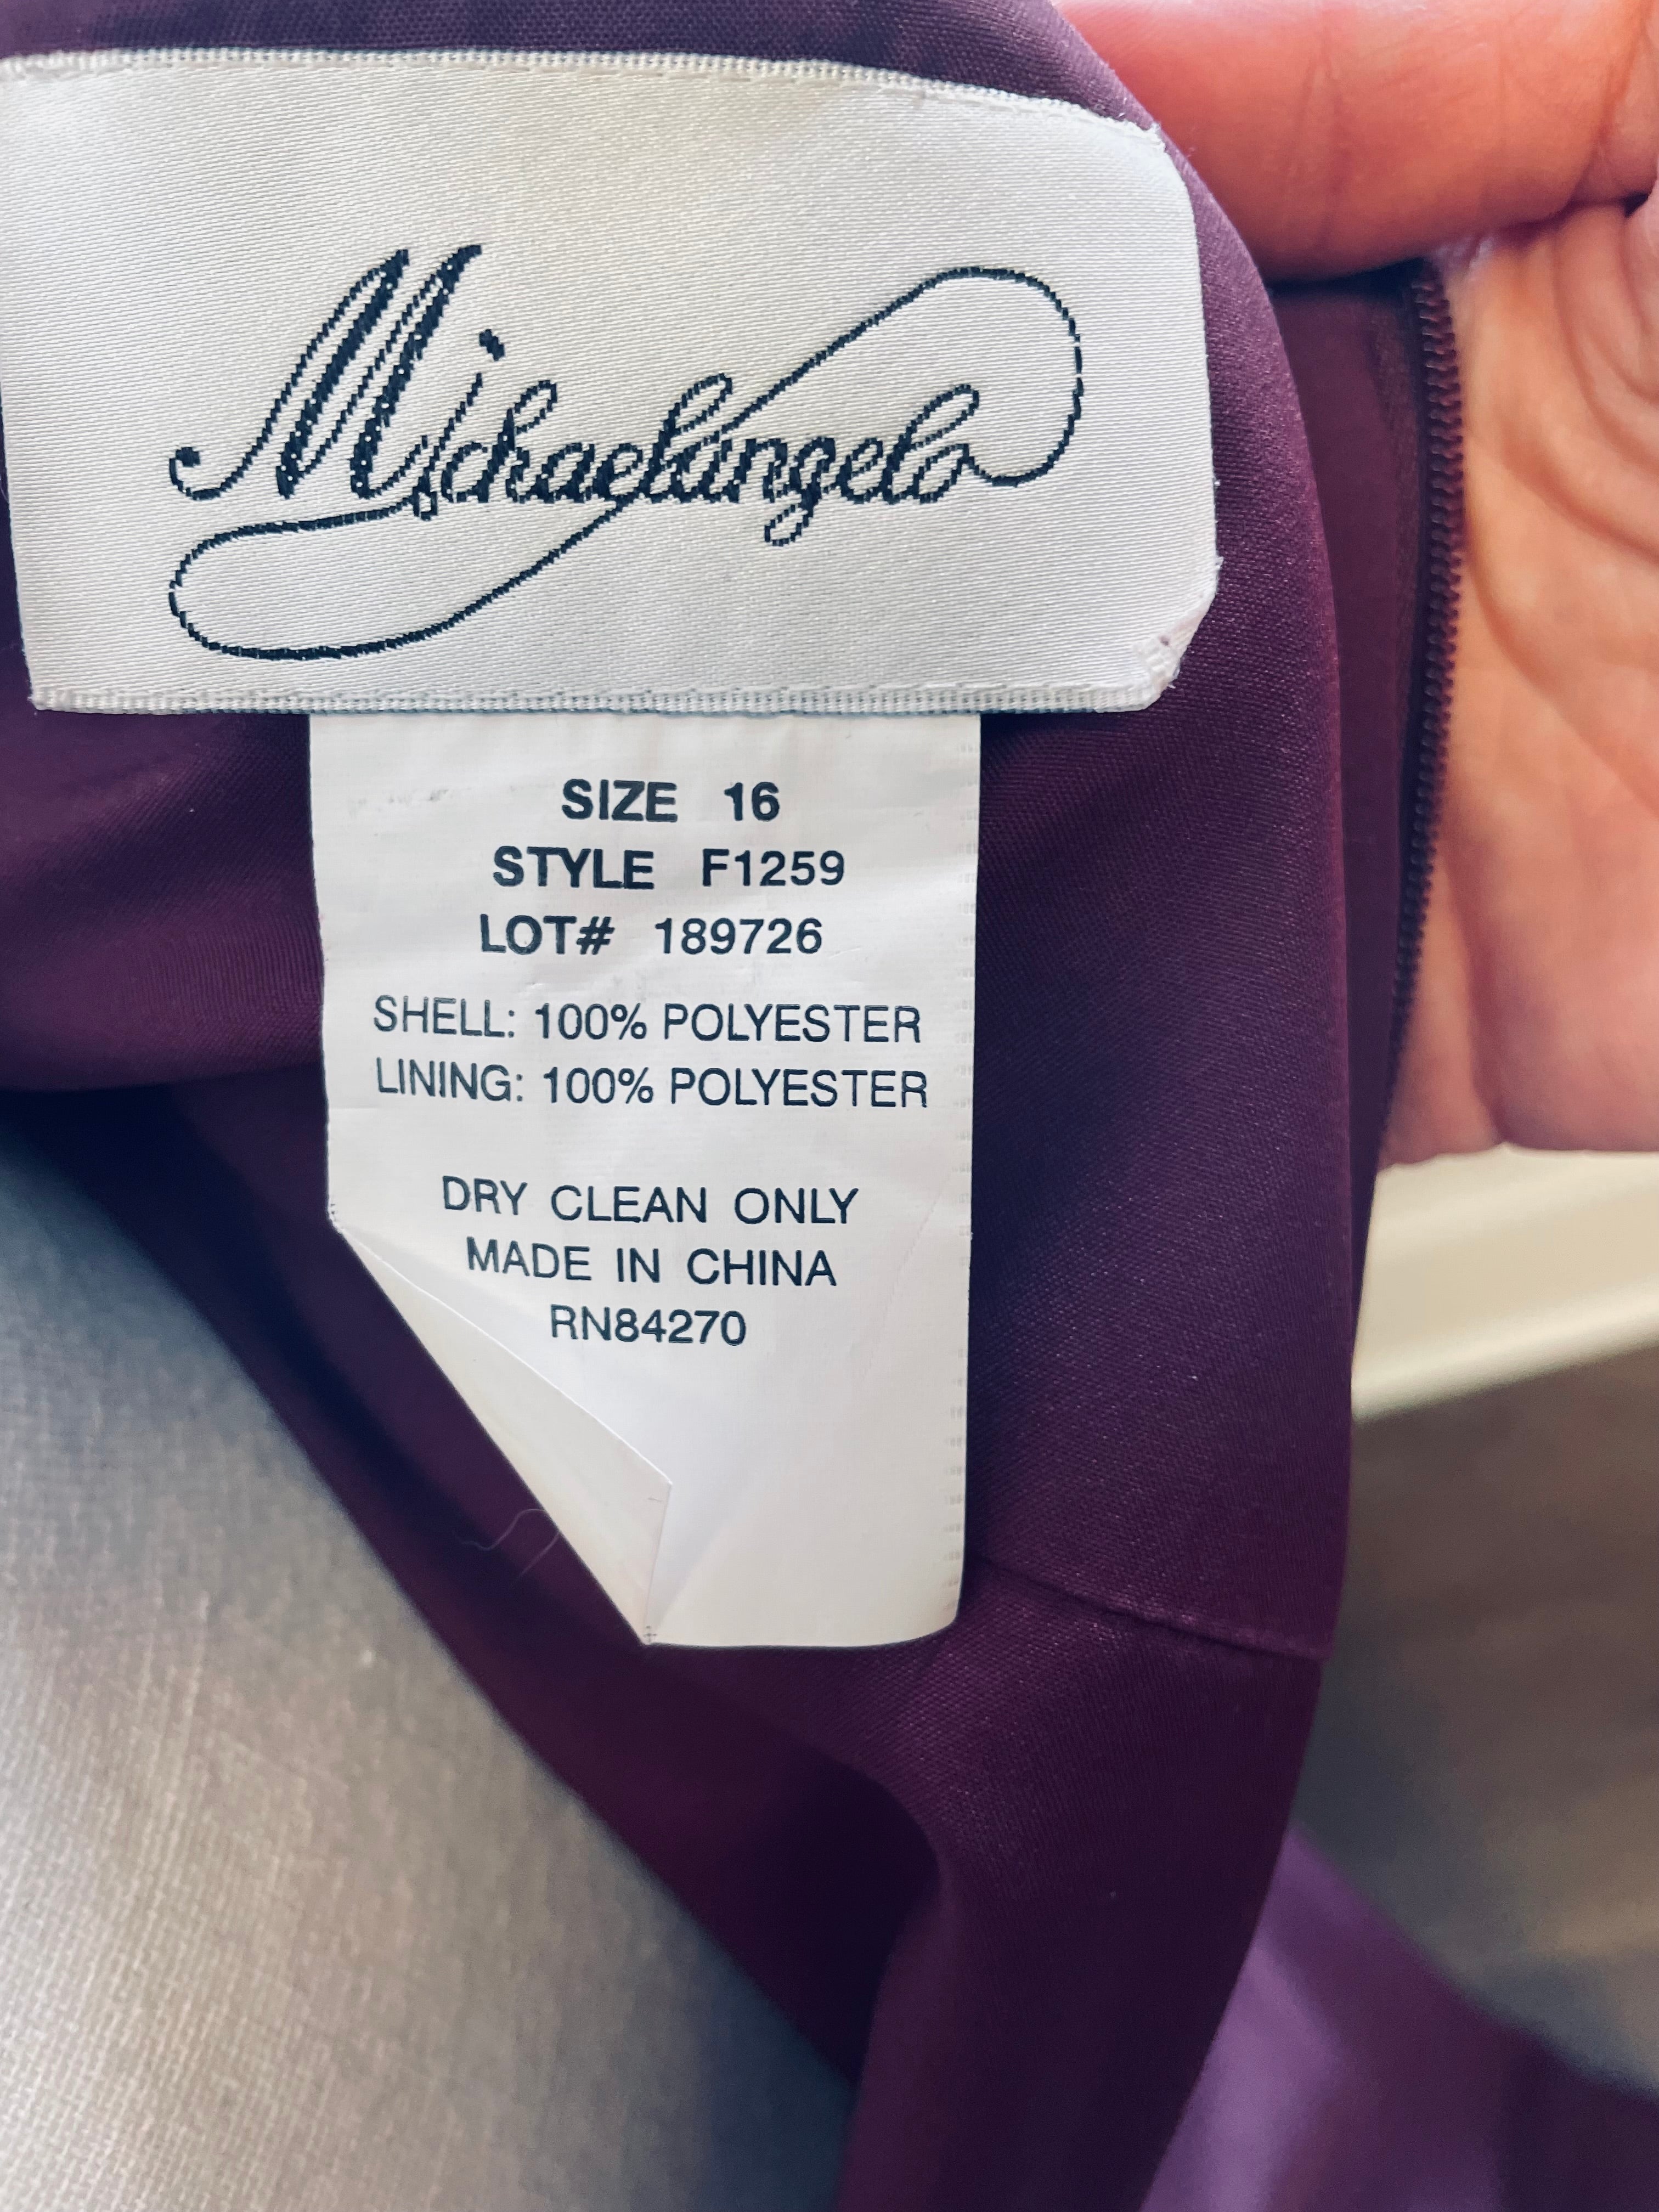 Michaelangelo
SIZE 16
STYLE F1259
LOT# 189726
SHELL: 100% POLYESTER
LINING: 100% POLYESTER
DRY CLEAN ONLY
MADE IN CHINA
RN84270